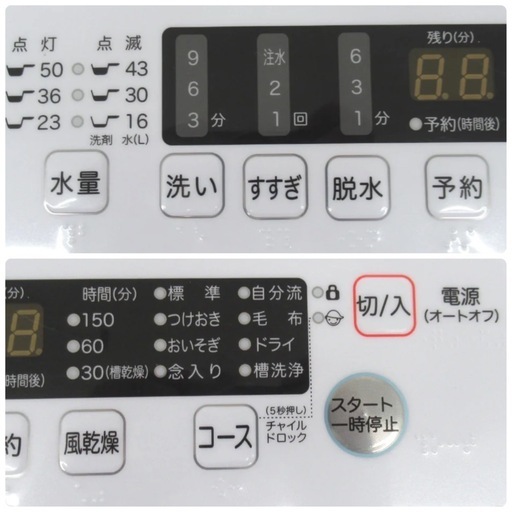 点 灯 点 滅
50 43
36 30
23 16
洗剤 水(L)
9 注水 6
6 2 3
3 分 1 回 1 分
残り(分)
88
予約(時間後)
水量 洗い すすぎ 脱水 予約
(分) 時間(分) 標 準 自分流
150 つけおき 毛 布
60 おいそぎ ドライ
時間後) 30(槽乾燥) 念入り 槽洗浄
切/入 電源
(オートオフ)
約 風乾燥 コース
(5秒押し)
チャイル
ドロック
スタート
一時停止